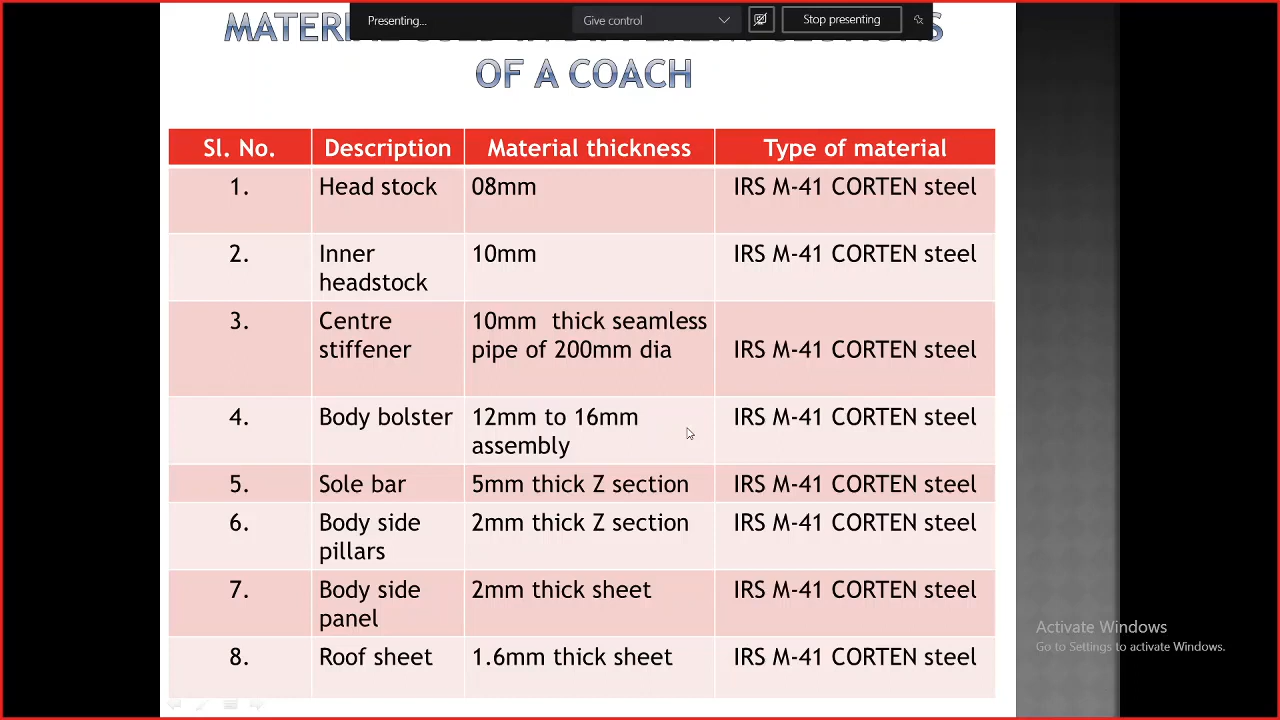 Presenting...
Give control
Stop presenting
OF A COACH
Sl. No. Description Material thickness Type of material
1. Head stock 08mm IRS M-41 CORTEN steel
2. Inner 10mm IRS M-41 CORTEN steel
headstock
3. Centre 10mm thick seamless
stiffener pipe of 200mm dia IRS M-41 CORTEN steel
4. Body bolster 12mm to 16mm IRS M-41 CORTEN steel
assembly
5. Sole bar 5mm thick Z section IRS M-41 CORTEN steel
6. Body side 2mm thick Z section IRS M-41 CORTEN steel
pillars
7. Body side 2mm thick sheet IRS M-41 CORTEN steel
panel
8. Roof sheet 1.6mm thick sheet IRS M-41 CORTEN steel
Activate Windows
Go to Settings to activate Windows.